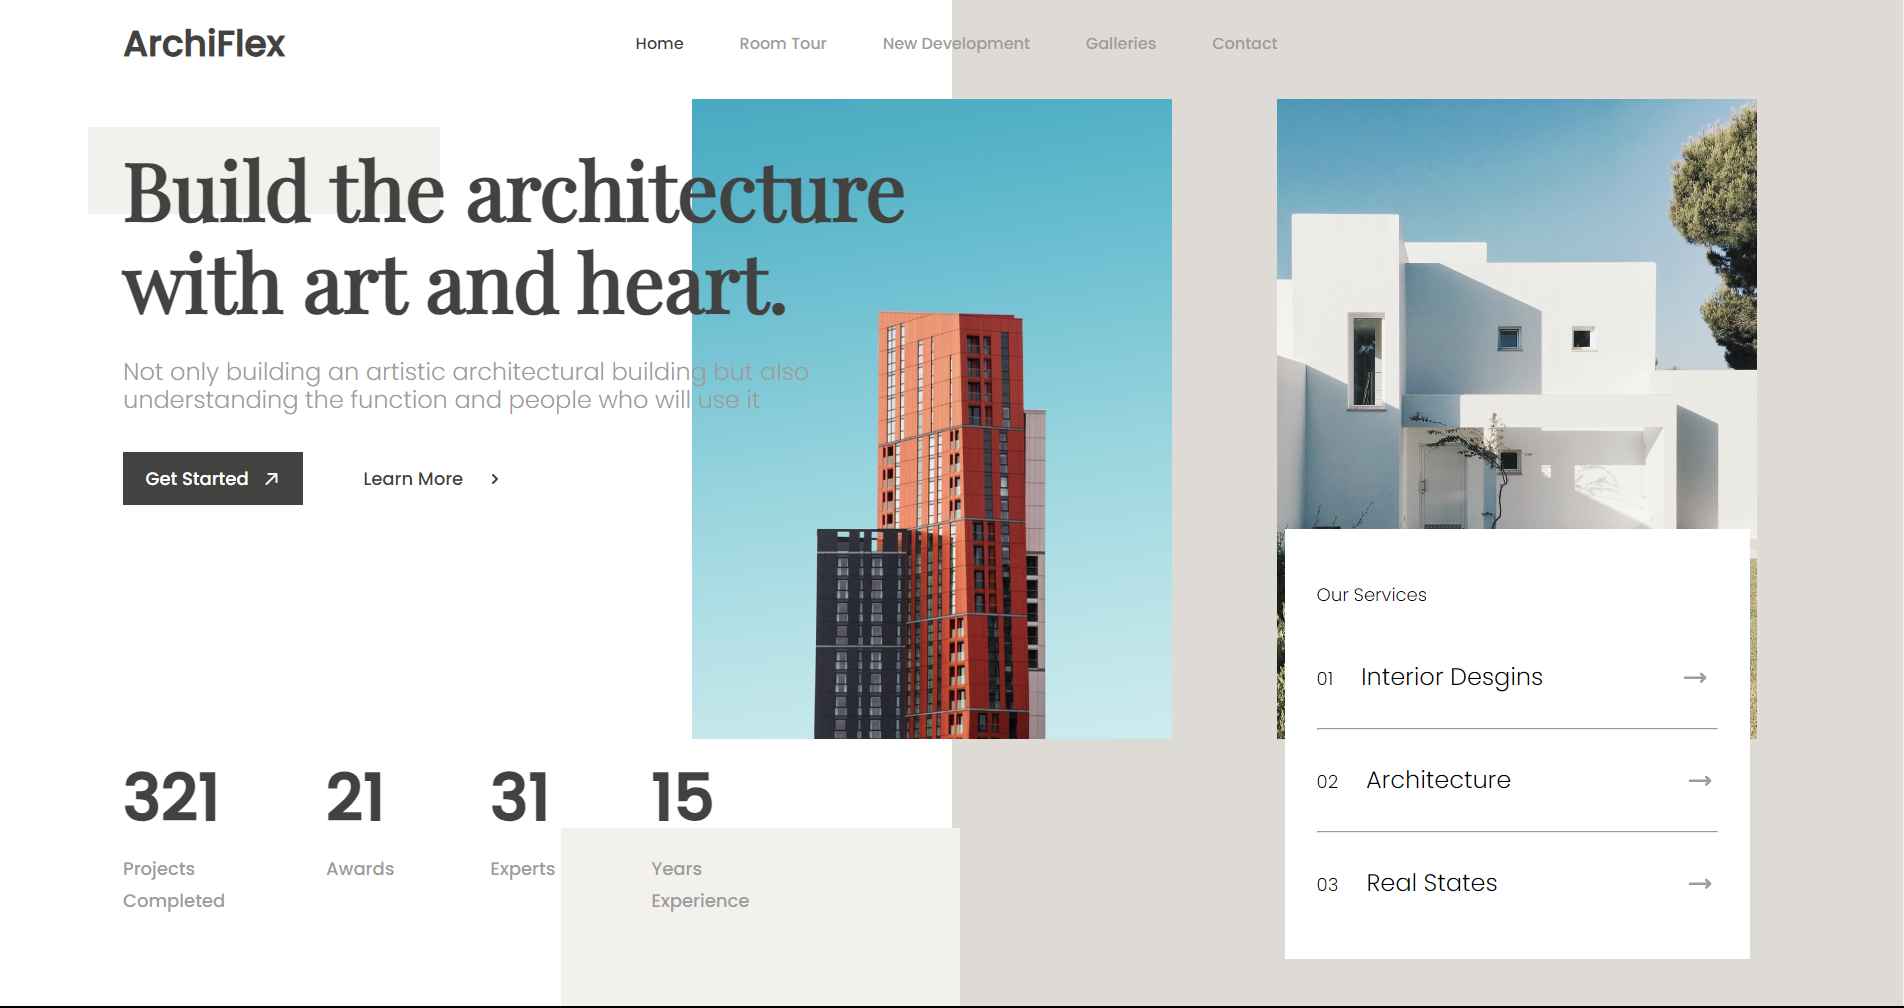 ArchiFlex
Home
Room Tour
New Development
Galleries
Contact
Build the architecture
with art and heart.
Not only building an artistic architectural building but also
understanding the function and people who will use it
Get Started
Learn More
321
21
31
15
Projects
Completed
Awards
Experts
Years
Experience
Our Services
01 Interior Desgins
02 Architecture
03 Real States